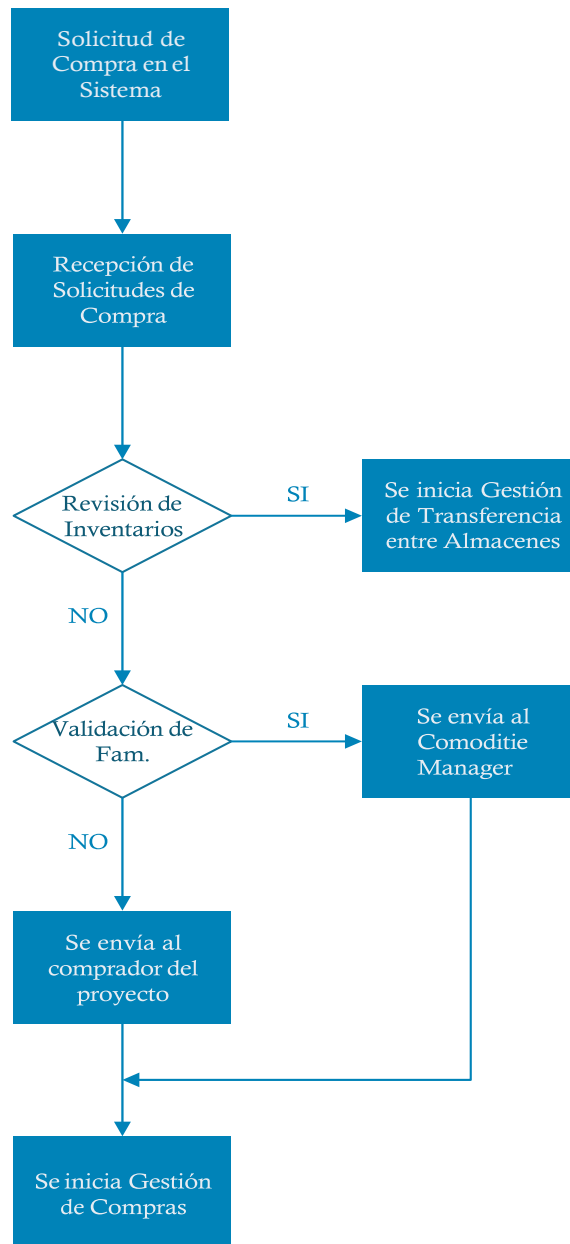 Solicitud de
Compra en el
Sistema
Recepción de
Solicitudes de
Compra
Revisión de
Inventarios
SI
Se inicia Gestión
de Transferencia
entre Almacenes
NO
Validación de
Fam.
SI
Se envía al
Comoditie
Manager
NO
Se envía al
comprador del
proyecto
Se inicia Gestión
de Compras